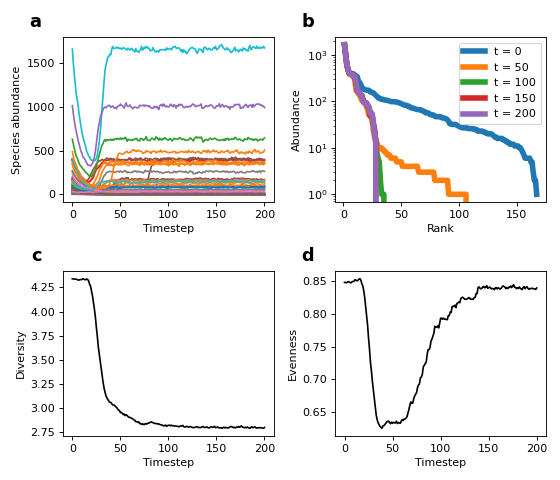 a
b
1500
1000
500
0
Species abundance
0 50 100 150 200
Timestep
10³
10²
10¹
10⁰
Abundance
t = 0
t = 50
t = 100
t = 150
t = 200
0 50 100 150
Rank
c
d
4.25
4.00
3.75
3.50
3.25
3.00
2.75
Diversity
0 50 100 150 200
Timestep
0.85
0.80
0.75
0.70
0.65
Evenness
0 50 100 150 200
Timestep